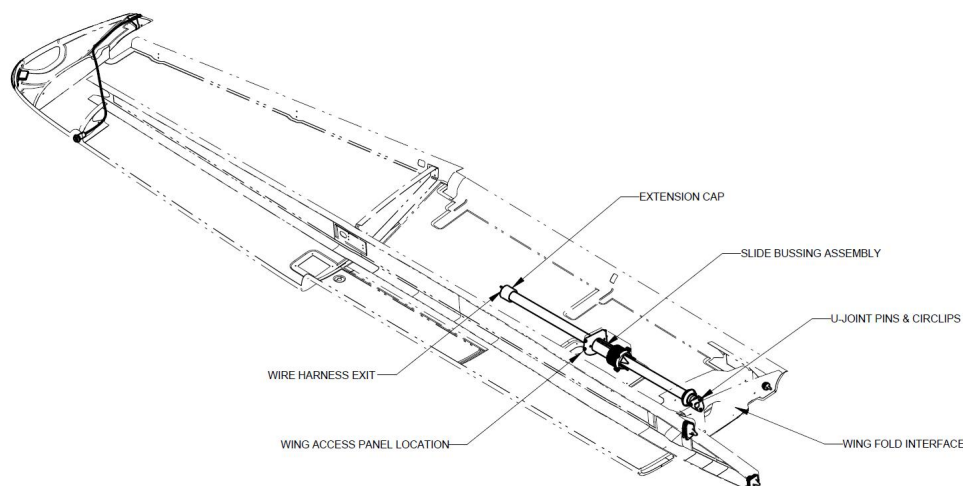 EXTENSION CAP
SLIDE BUSSING ASSEMBLY
U-JOINT PINS & CIRCLIPS
WIRE HARNESS EXIT
WING ACCESS PANEL LOCATION
WING FOLD INTERFACE